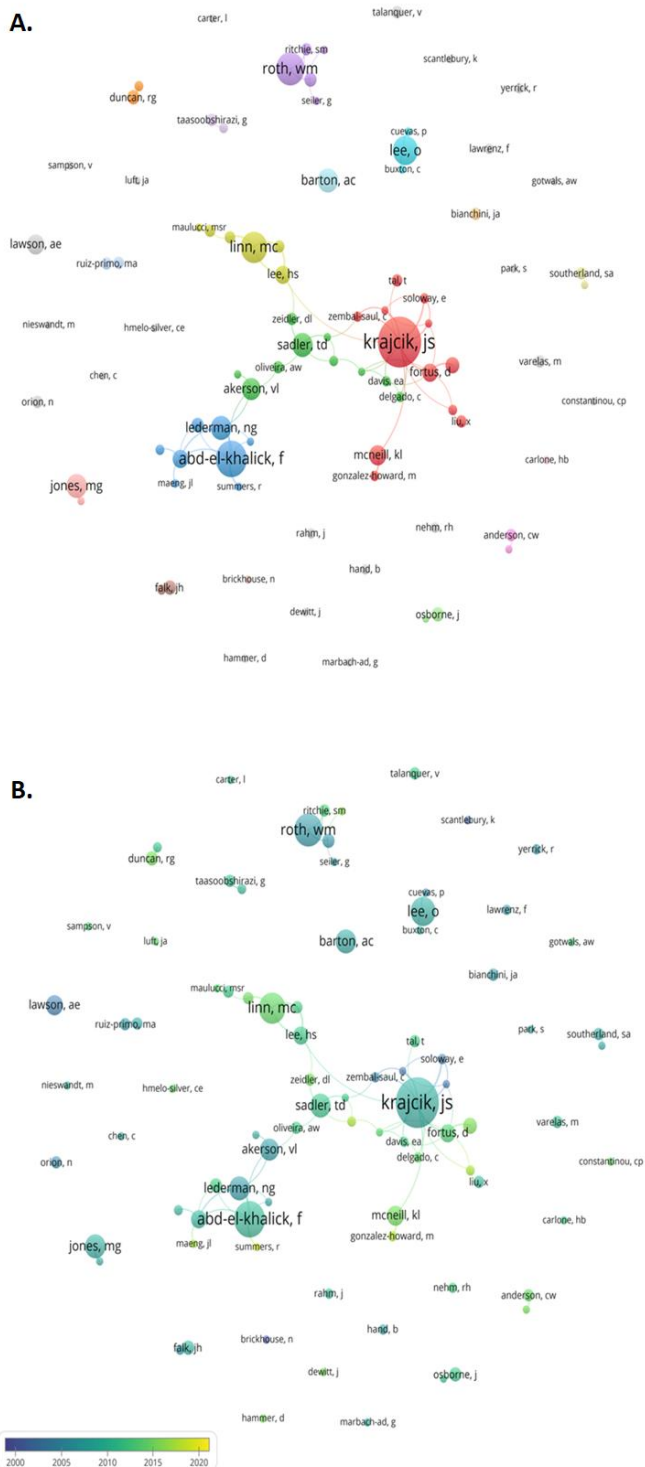 A.
carter, l
talanquer, v
ritchie, sm
roth, wm
scantlebury, k
duncan, rg
seiler, g
yerrick, r
taasoobshirazi, g
cuevas, p
lee, o
lawrenz, f
sampson, v
buxton, c
luft, ja
barton, ac
gotwals, aw
bianchini, ja
maulucci, msr
lawson, ae
linn, mc
ruiz-primo, ma
lee, hs
park, s
southerland, sa
tal, t
soloway, e
zeidler, dl
zembal-saul, c
nieswandt, m
hmelo-silver, ce
sadler, td
krajcik, js
oliveira, aw
varelas, m
chen, c
akerson, vl
davis, ea
fortus, d
orion, n
delgado, c
constantinou, cp
lederman, ng
liu, x
abd-el-khalick, f
mcneill, kl
carlone, hb
jones, mg
maeng, jl
summers, r
gonzalez-howard, m
rahm, j
nehm, rh
anderson, cw
falk, jh
brickhouse, n
hand, b
dewitt, j
osborne, j
hammer, d
marbach-ad, g
B.
carter, l
talanquer, v
ritchie, sm
roth, wm
scantlebury, k
duncan, rg
seiler, g
yerrick, r
taasoobshirazi, g
cuevas, p
lee, o
lawrenz, f
sampson, v
buxton, c
luft, ja
barton, ac
gotwals, aw
bianchini, ja
maulucci, msr
lawson, ae
linn, mc
ruiz-primo, ma
lee, hs
park, s
southerland, sa
tal, t
soloway, e
zeidler, dl
zembal-saul, c
nieswandt, m
hmelo-silver, ce
sadler, td
krajcik, js
oliveira, aw
varelas, m
chen, c
akerson, vl
davis, ea
fortus, d
orion, n
delgado, c
constantinou, cp
lederman, ng
liu, x
abd-el-khalick, f
mcneill, kl
carlone, hb
jones, mg
maeng, jl
summers, r
gonzalez-howard, m
rahm, j
nehm, rh
anderson, cw
falk, jh
brickhouse, n
hand, b
dewitt, j
osborne, j
hammer, d
marbach-ad, g
2000 2005 2010 2015 2020